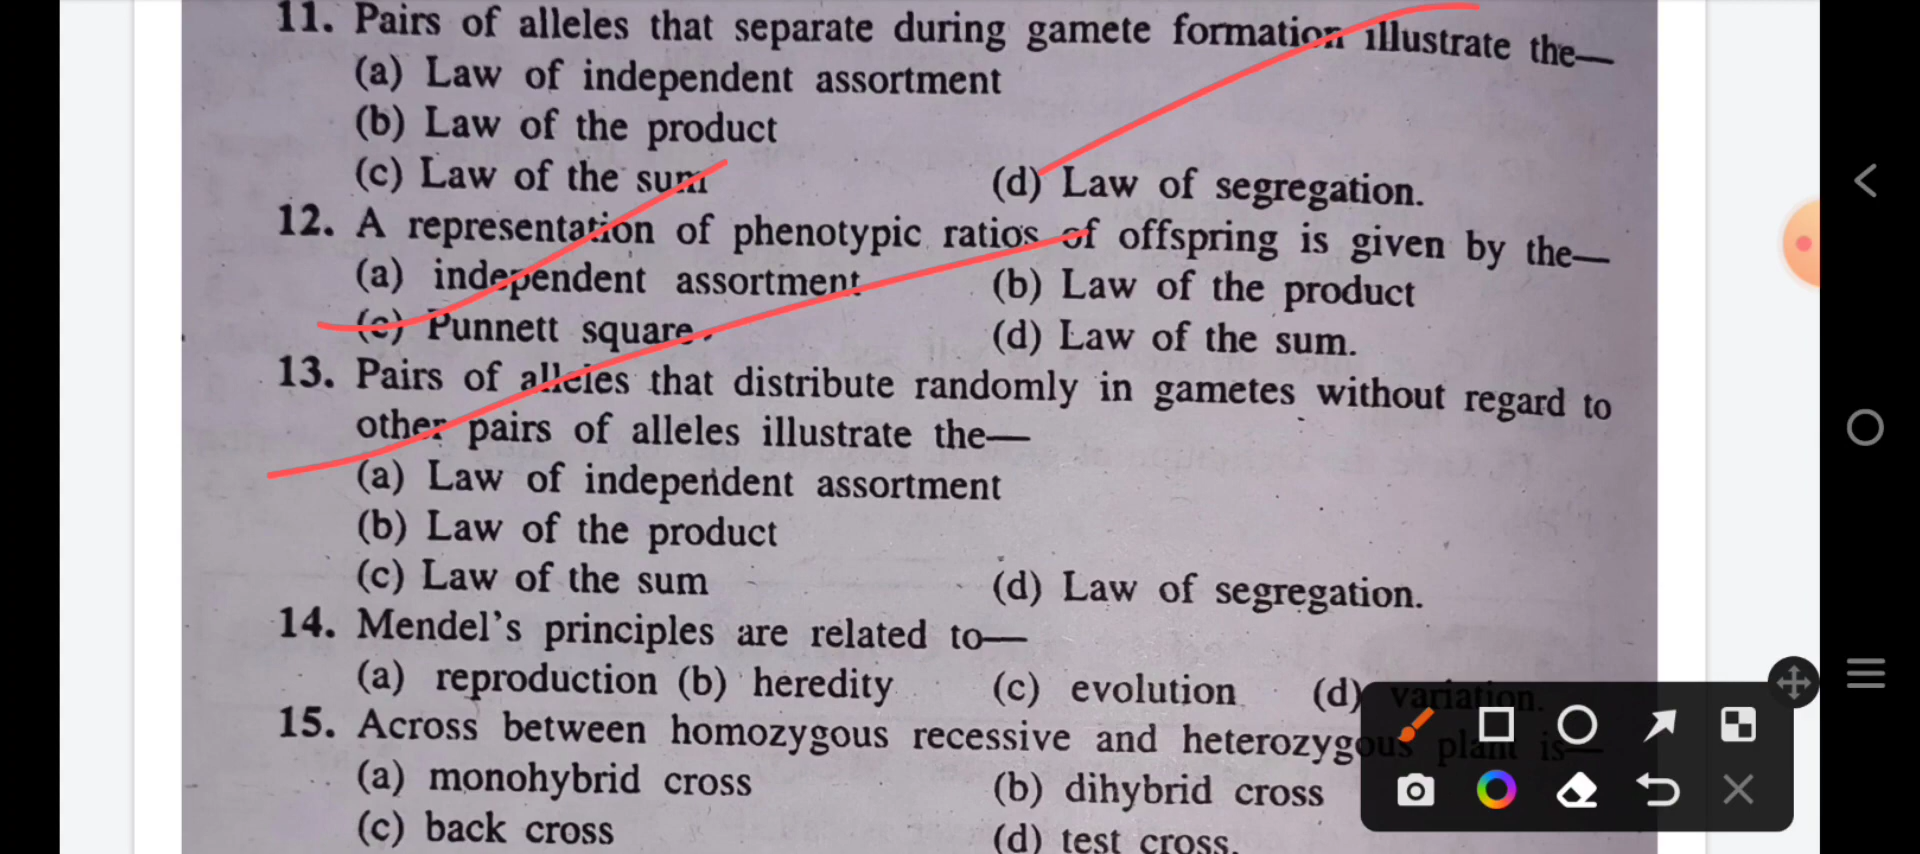 11. Pairs of alleles that separate during gamete formation illustrate the—
(a) Law of independent assortment
(b) Law of the product
(c) Law of the sum (d) Law of segregation.
12. A representation of phenotypic ratios of offspring is given by the—
(a) independent assortment (b) Law of the product
(c) Punnett square (d) Law of the sum.
13. Pairs of alleles that distribute randomly in gametes without regard to
other pairs of alleles illustrate the—
(a) Law of independent assortment
(b) Law of the product
(c) Law of the sum (d) Law of segregation.
14. Mendel's principles are related to—
(a) reproduction (b) heredity (c) evolution (d) variation.
15. Across between homozygous recessive and heterozygous plant is—
(a) monohybrid cross (b) dihybrid cross
(c) back cross (d) test cross.